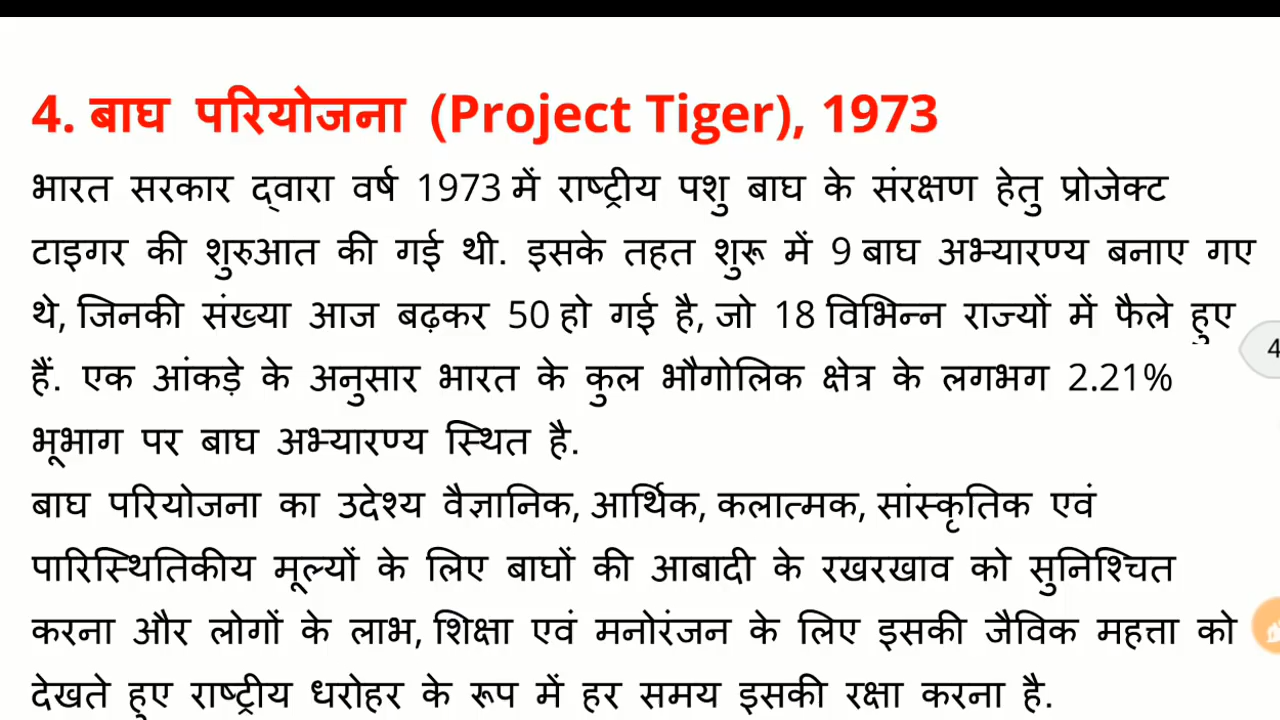 4. बाघ परियोजना (Project Tiger), 1973
भारत सरकार द्वारा वर्ष 1973 में राष्ट्रीय पशु बाघ के संरक्षण हेतु प्रोजेक्ट
टाइगर की शुरुआत की गई थी. इसके तहत शुरू में 9 बाघ अभ्यारण्य बनाए गए
थे, जिनकी संख्या आज बढ़कर 50 हो गई है, जो 18 विभिन्न राज्यों में फैले हुए
हैं. एक आंकड़े के अनुसार भारत के कुल भौगोलिक क्षेत्र के लगभग 2.21%
भूभाग पर बाघ अभ्यारण्य स्थित है.
बाघ परियोजना का उदेश्य वैज्ञानिक, आर्थिक, कलात्मक, सांस्कृतिक एवं
पारिस्थितिकीय मूल्यों के लिए बाघों की आबादी के रखरखाव को सुनिश्चित
करना और लोगों के लाभ, शिक्षा एवं मनोरंजन के लिए इसकी जैविक महत्ता को
देखते हुए राष्ट्रीय धरोहर के रूप में हर समय इसकी रक्षा करना है.